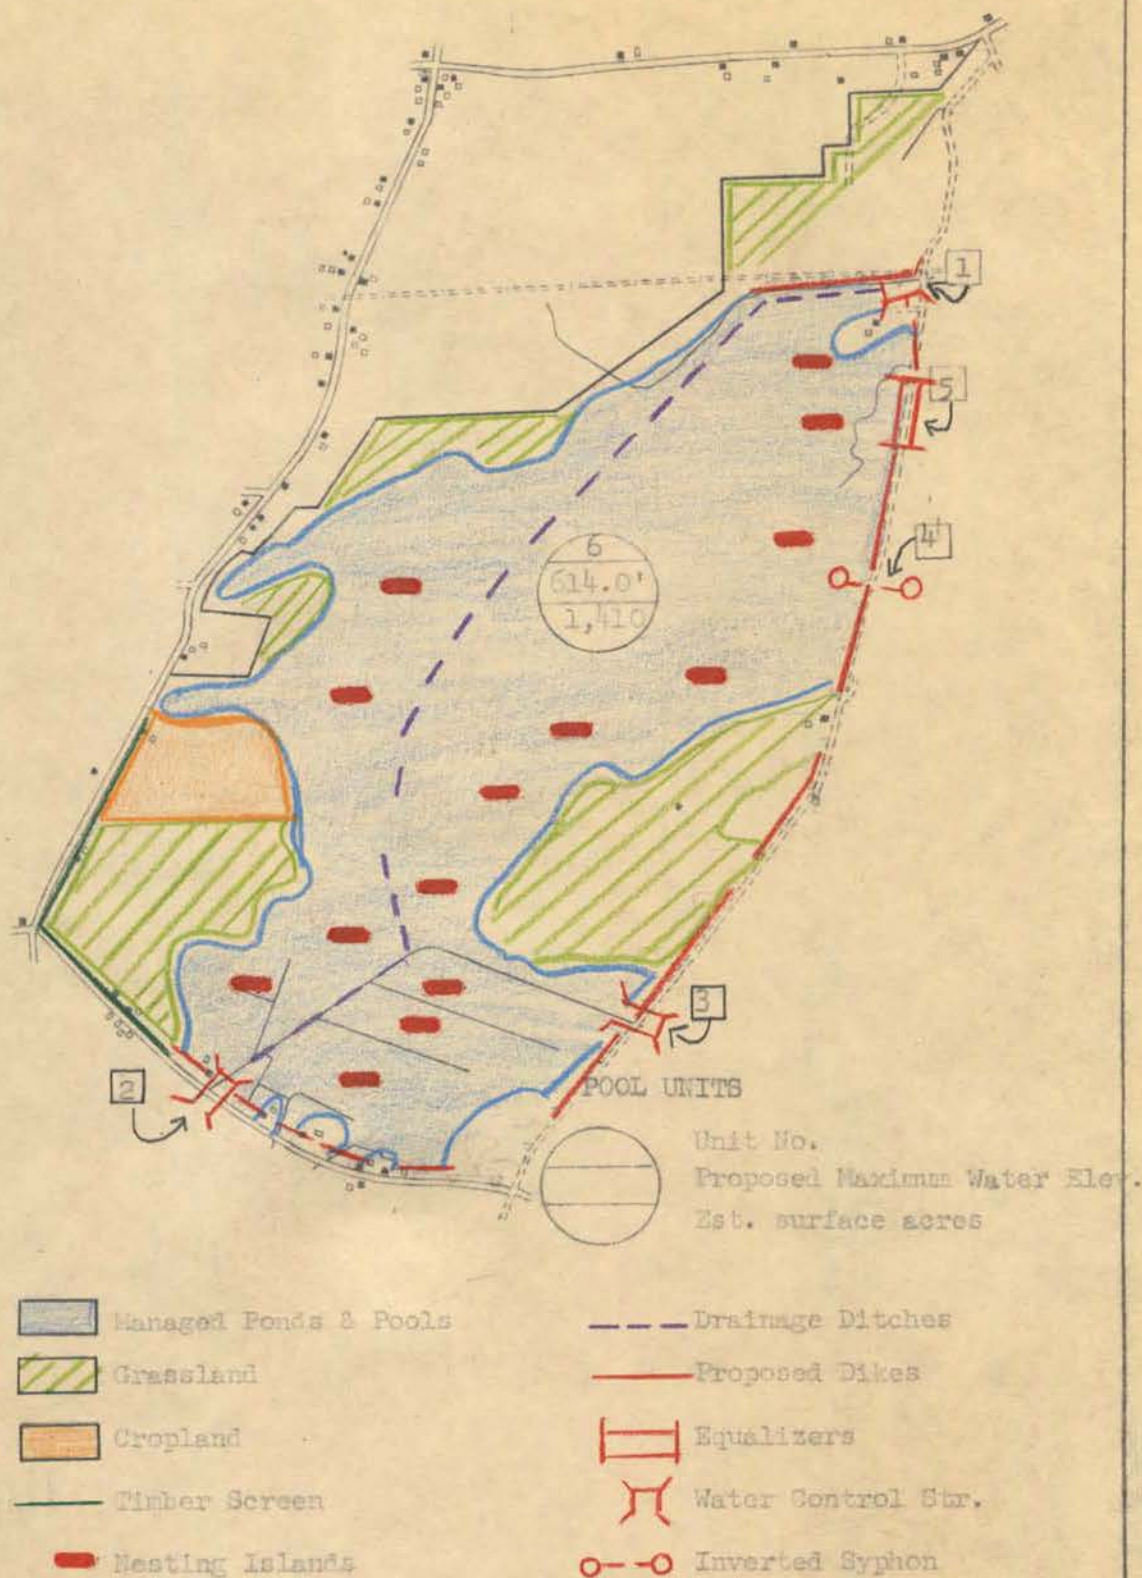 1
5
4
6
614.0'
1,410
3
2
POOL UNITS
Unit No.
Proposed Maximum Water Elev.
Est. surface acres
Managed Ponds & Pools
Grassland
Cropland
Timber Screen
Nesting Islands
Drainage Ditches
Proposed Dikes
Equalizers
Water Control Str.
Inverted Syphon